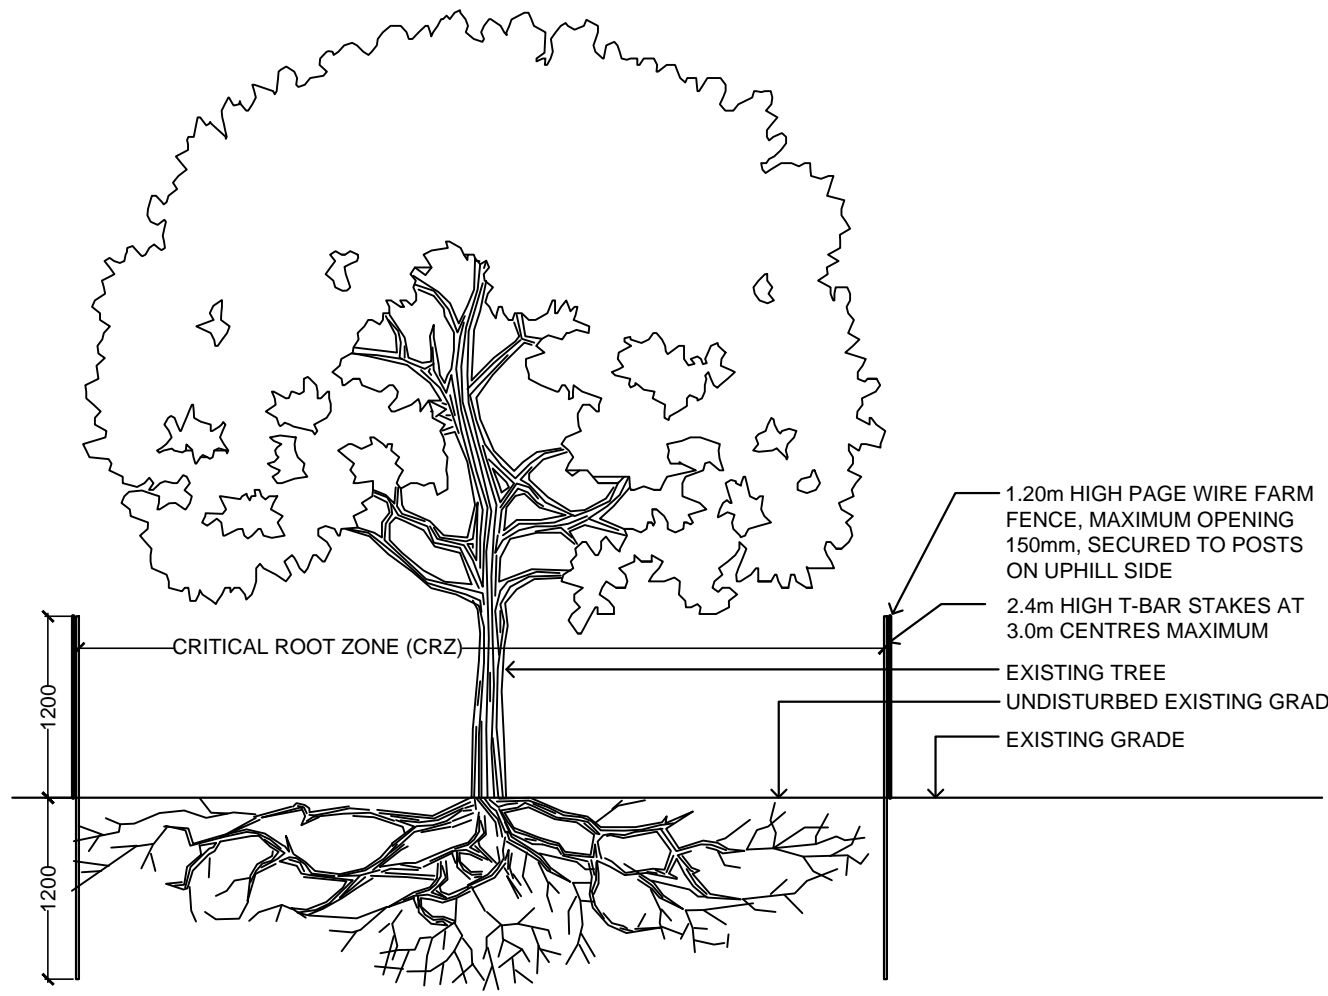 1.20m HIGH PAGE WIRE FARM
FENCE, MAXIMUM OPENING
150mm, SECURED TO POSTS
ON UPHILL SIDE
2.4m HIGH T-BAR STAKES AT
3.0m CENTRES MAXIMUM
CRITICAL ROOT ZONE (CRZ)
EXISTING TREE
UNDISTURBED EXISTING GRAD
EXISTING GRADE
1200
1200